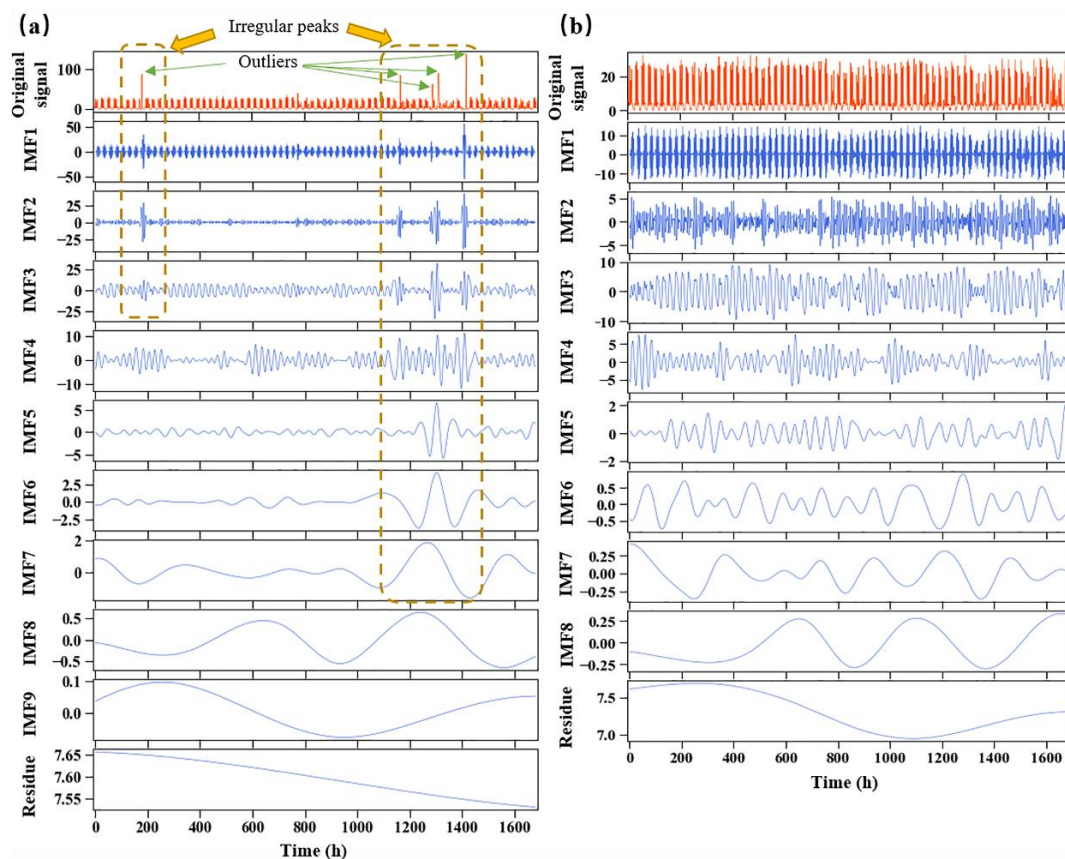 (a)
Irregular peaks
Outliers
Original signal
100
0
IMF1
50
0
−50
IMF2
25
0
−25
IMF3
25
0
−25
IMF4
10
0
−10
IMF5
5
0
−5
IMF6
2.5
0.0
−2.5
IMF7
2
0
IMF8
0.5
0.0
−0.5
IMF9
0.1
0.0
Residue
7.65
7.60
7.55
0 200 400 600 800 1000 1200 1400 1600
Time (h)
(b)
Original signal
20
0
IMF1
10
0
−10
IMF2
5
0
−5
IMF3
10
0
−10
IMF4
5
0
−5
IMF5
2
0
−2
IMF6
0.5
0.0
−0.5
IMF7
0.25
0.00
−0.25
IMF8
0.25
0.00
−0.25
Residue
7.5
7.0
0 200 400 600 800 1000 1200 1400 1600
Time (h)